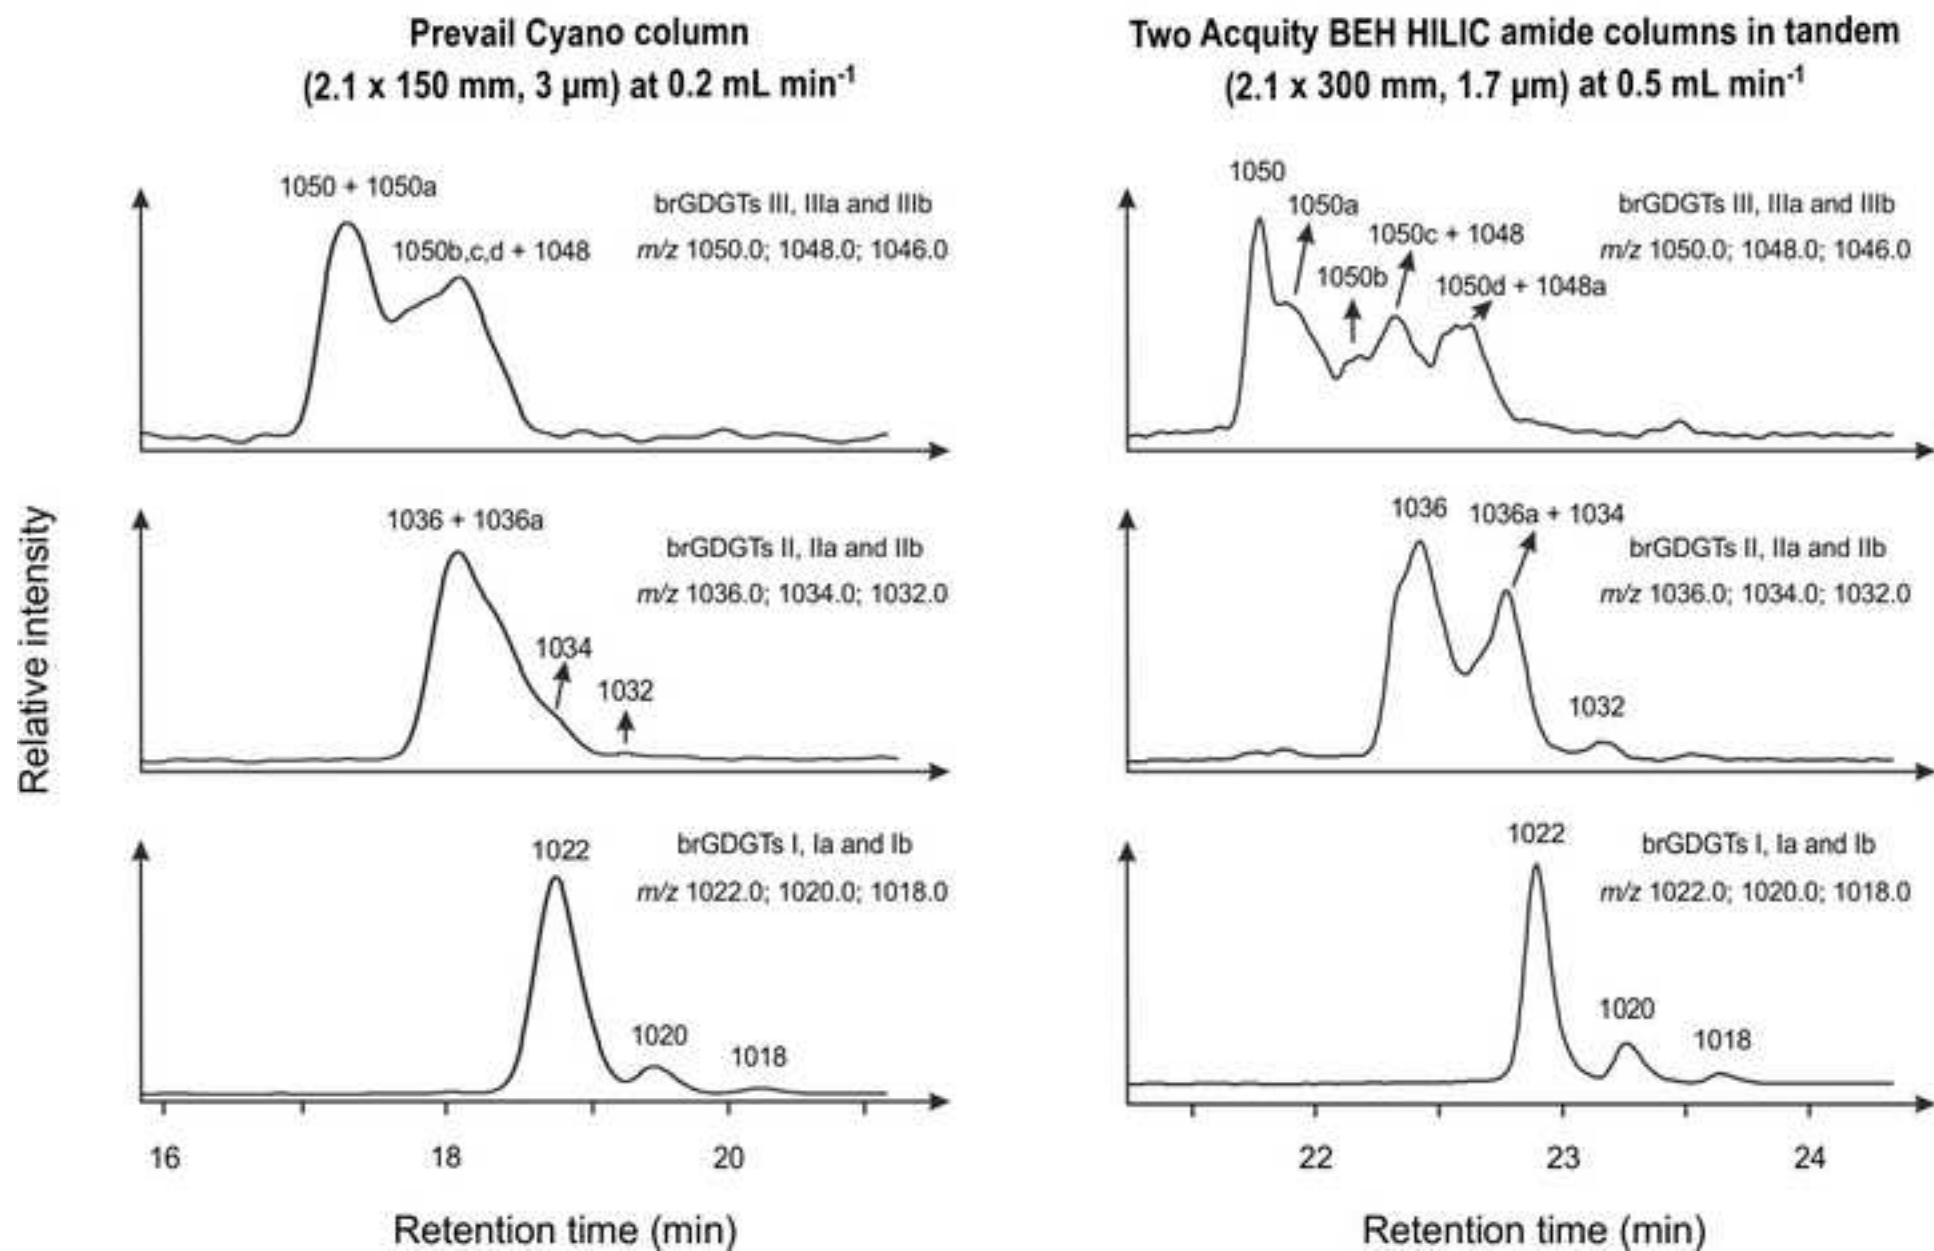 Prevail Cyano column
(2.1 x 150 mm, 3 µm) at 0.2 mL min⁻¹
1050 + 1050a
1050b,c,d + 1048
brGDGTs III, IIIa and IIIb
m/z 1050.0; 1048.0; 1046.0
1036 + 1036a
1034
1032
brGDGTs II, IIa and IIb
m/z 1036.0; 1034.0; 1032.0
1022
1020
1018
brGDGTs I, Ia and Ib
m/z 1022.0; 1020.0; 1018.0
16 18 20
Retention time (min)
Relative intensity
Two Acquity BEH HILIC amide columns in tandem
(2.1 x 300 mm, 1.7 µm) at 0.5 mL min⁻¹
1050
1050a
1050b
1050c + 1048
1050d + 1048a
brGDGTs III, IIIa and IIIb
m/z 1050.0; 1048.0; 1046.0
1036
1036a + 1034
1032
brGDGTs II, IIa and IIb
m/z 1036.0; 1034.0; 1032.0
1022
1020
1018
brGDGTs I, Ia and Ib
m/z 1022.0; 1020.0; 1018.0
22 23 24
Retention time (min)